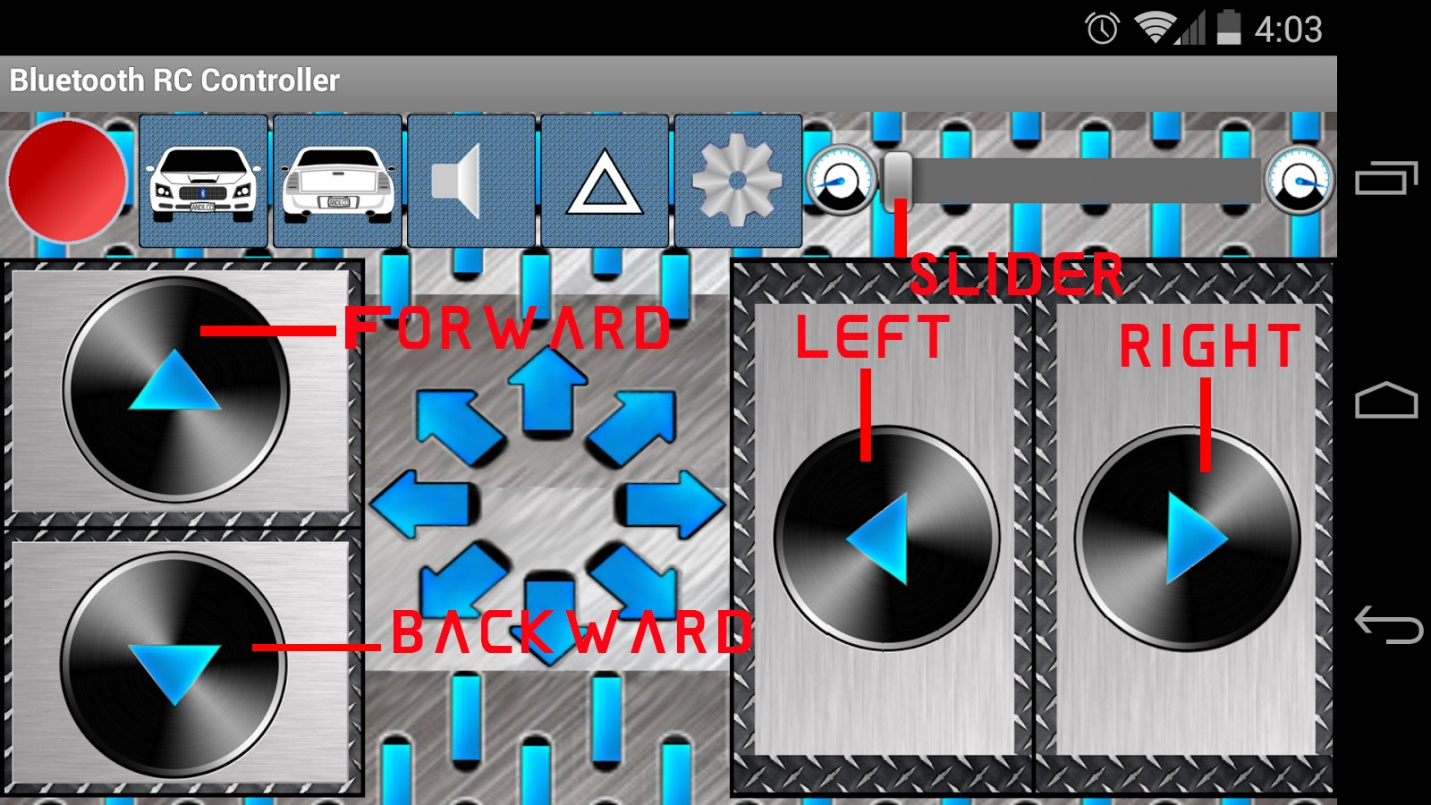 4:03
Bluetooth RC Controller
SLIDER
FORWARD
LEFT
RIGHT
BACKWARD